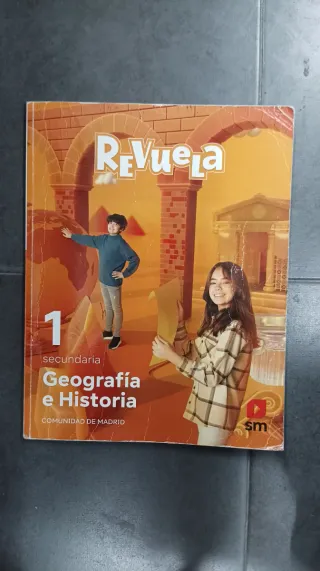 Revuela
1
secundaria
Geografía
e Historia
COMUNIDAD DE MADRID
sm